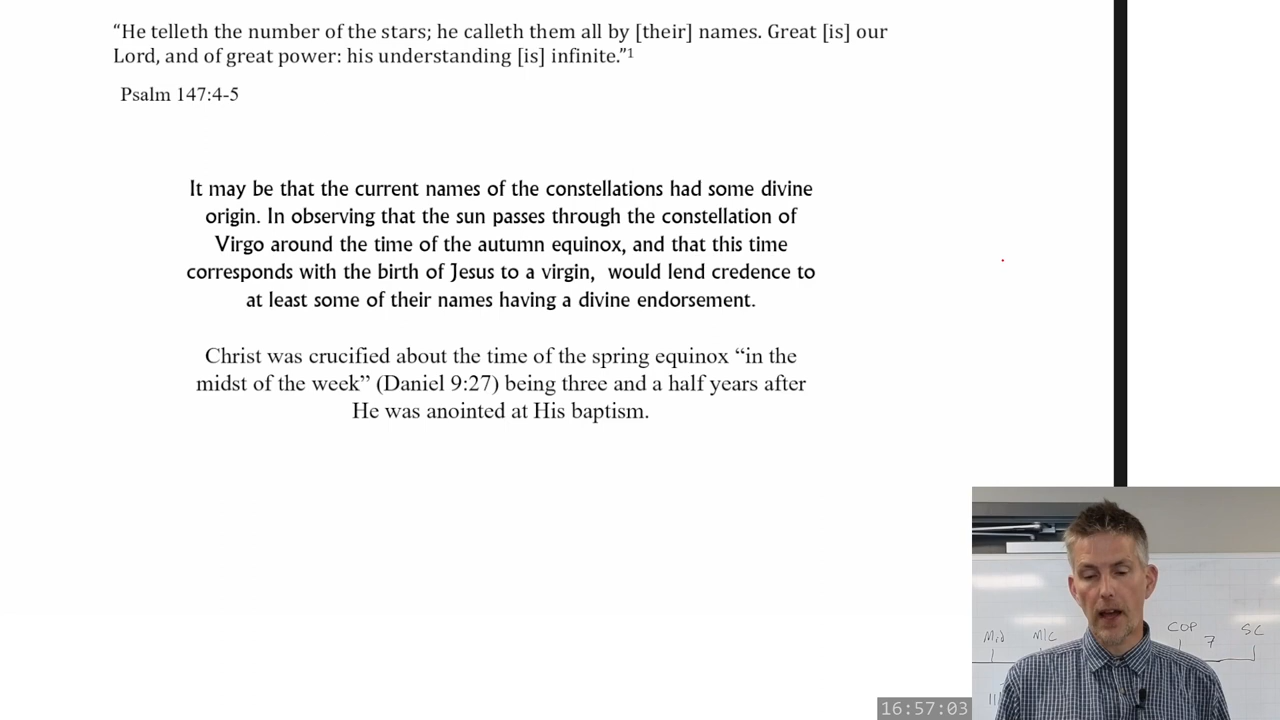 “He telleth the number of the stars; he calleth them all by [their] names. Great [is] our
Lord, and of great power: his understanding [is] infinite.”¹
Psalm 147:4-5
It may be that the current names of the constellations had some divine
origin. In observing that the sun passes through the constellation of
Virgo around the time of the autumn equinox, and that this time
corresponds with the birth of Jesus to a virgin,  would lend credence to
at least some of their names having a divine endorsement.
Christ was crucified about the time of the spring equinox “in the
midst of the week” (Daniel 9:27) being three and a half years after
He was anointed at His baptism.
Mid M/C COP 7 SC
16:57:03